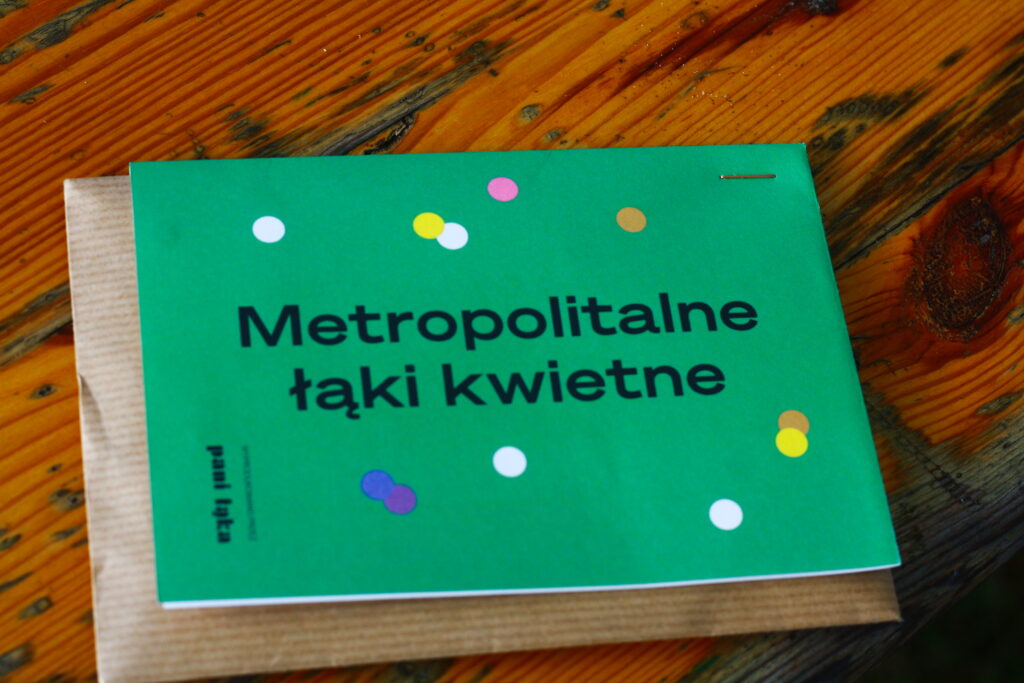 Metropolitalne
łąki kwietne
pani łąka